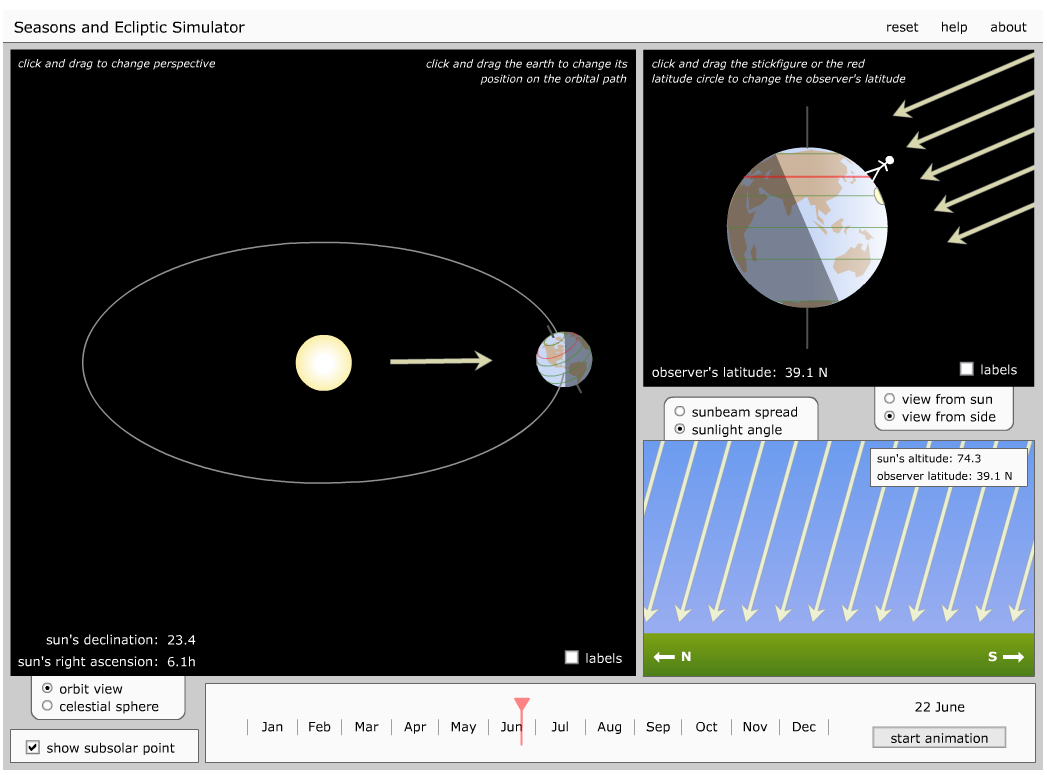 Seasons and Ecliptic Simulator
reset help about
click and drag to change perspective
click and drag the earth to change its
position on the orbital path
click and drag the stickfigure or the red
latitude circle to change the observer's latitude
observer's latitude: 39.1 N
labels
sunbeam spread
sunlight angle
view from sun
view from side
sun's altitude: 74.3
observer latitude: 39.1 N
N
S
sun's declination: 23.4
sun's right ascension: 6.1h
labels
orbit view
celestial sphere
show subsolar point
Jan Feb Mar Apr May Jun Jul Aug Sep Oct Nov Dec
22 June
start animation